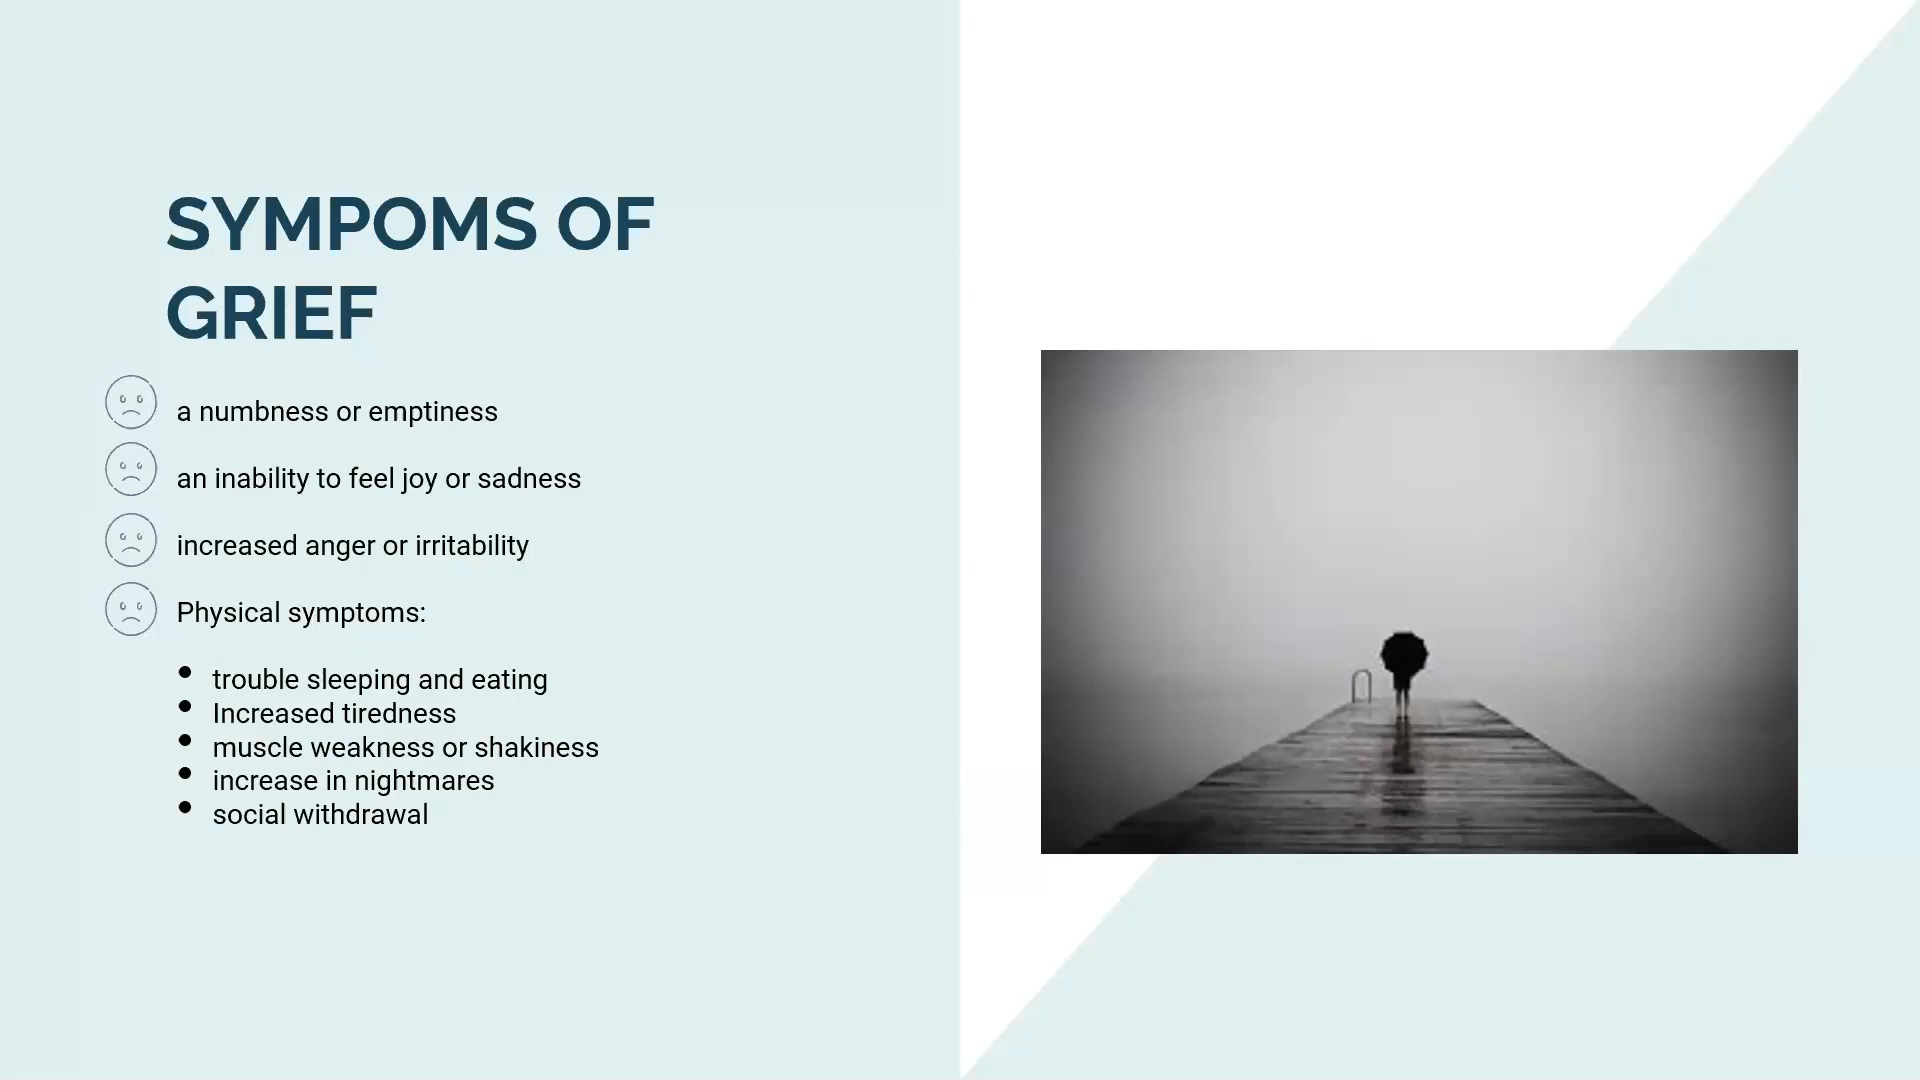 SYMPOMS OF
GRIEF
a numbness or emptiness
an inability to feel joy or sadness
increased anger or irritability
Physical symptoms:
trouble sleeping and eating
Increased tiredness
muscle weakness or shakiness
increase in nightmares
social withdrawal